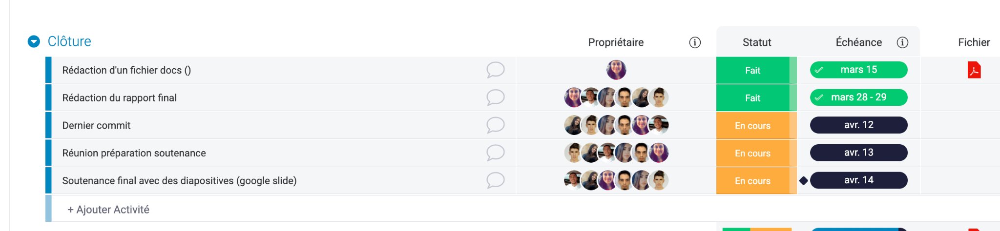 Clôture Propriétaire Statut Échéance Fichier
Rédaction d'un fichier docs () Fait mars 15
Rédaction du rapport final Fait mars 28 - 29
Dernier commit En cours avr. 12
Réunion préparation soutenance En cours avr. 13
Soutenance final avec des diapositives (google slide) En cours avr. 14
+ Ajouter Activité